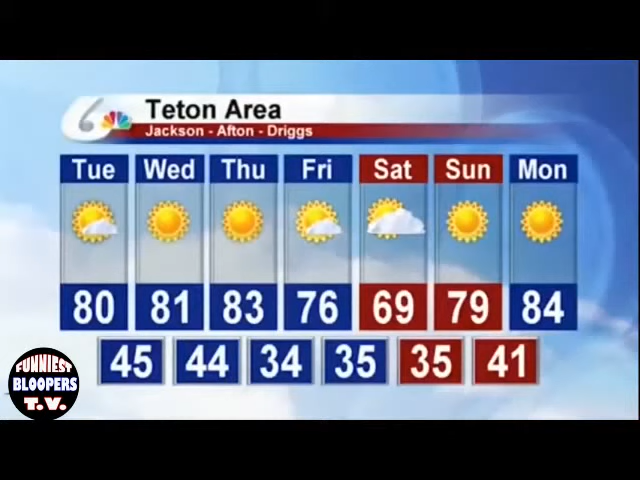 6 Teton Area
Jackson - Afton - Driggs
Tue Wed Thu Fri Sat Sun Mon
80 81 83 76 69 79 84
45 44 34 35 35 41
FUNNIEST
BLOOPERS
T.V.